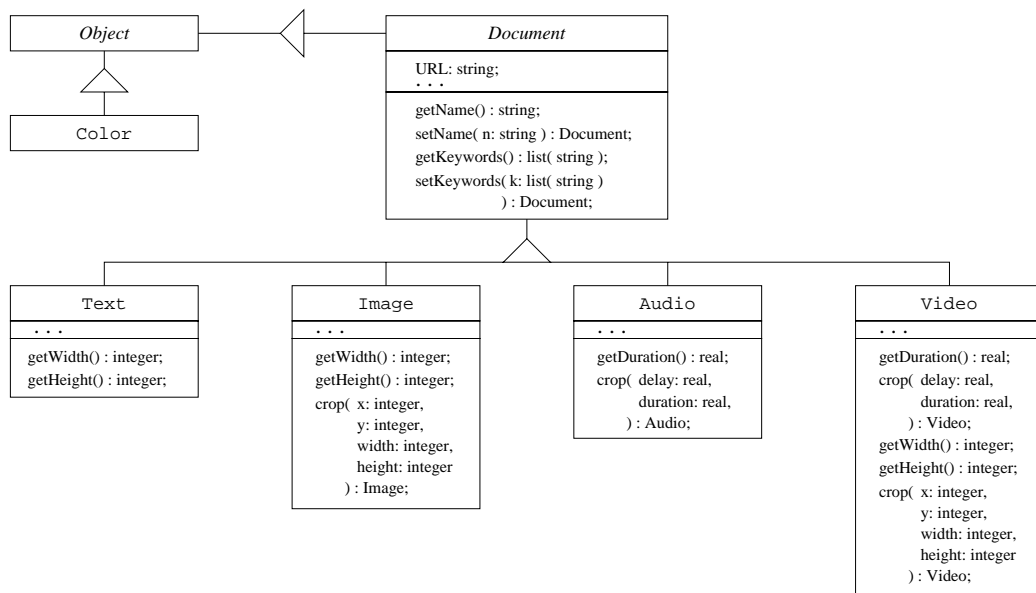 Object
Color
Document
URL: string;
. . .
getName() : string;
setName( n: string ) : Document;
getKeywords() : list( string );
setKeywords( k: list( string )
) : Document;
Text
. . .
getWidth() : integer;
getHeight() : integer;
Image
. . .
getWidth() : integer;
getHeight() : integer;
crop( x: integer,
y: integer,
width: integer,
height: integer
) : Image;
Audio
. . .
getDuration() : real;
crop( delay: real,
duration: real,
) : Audio;
Video
. . .
getDuration() : real;
crop( delay: real,
duration: real,
) : Video;
getWidth() : integer;
getHeight() : integer;
crop( x: integer,
y: integer,
width: integer,
height: integer
) : Video;